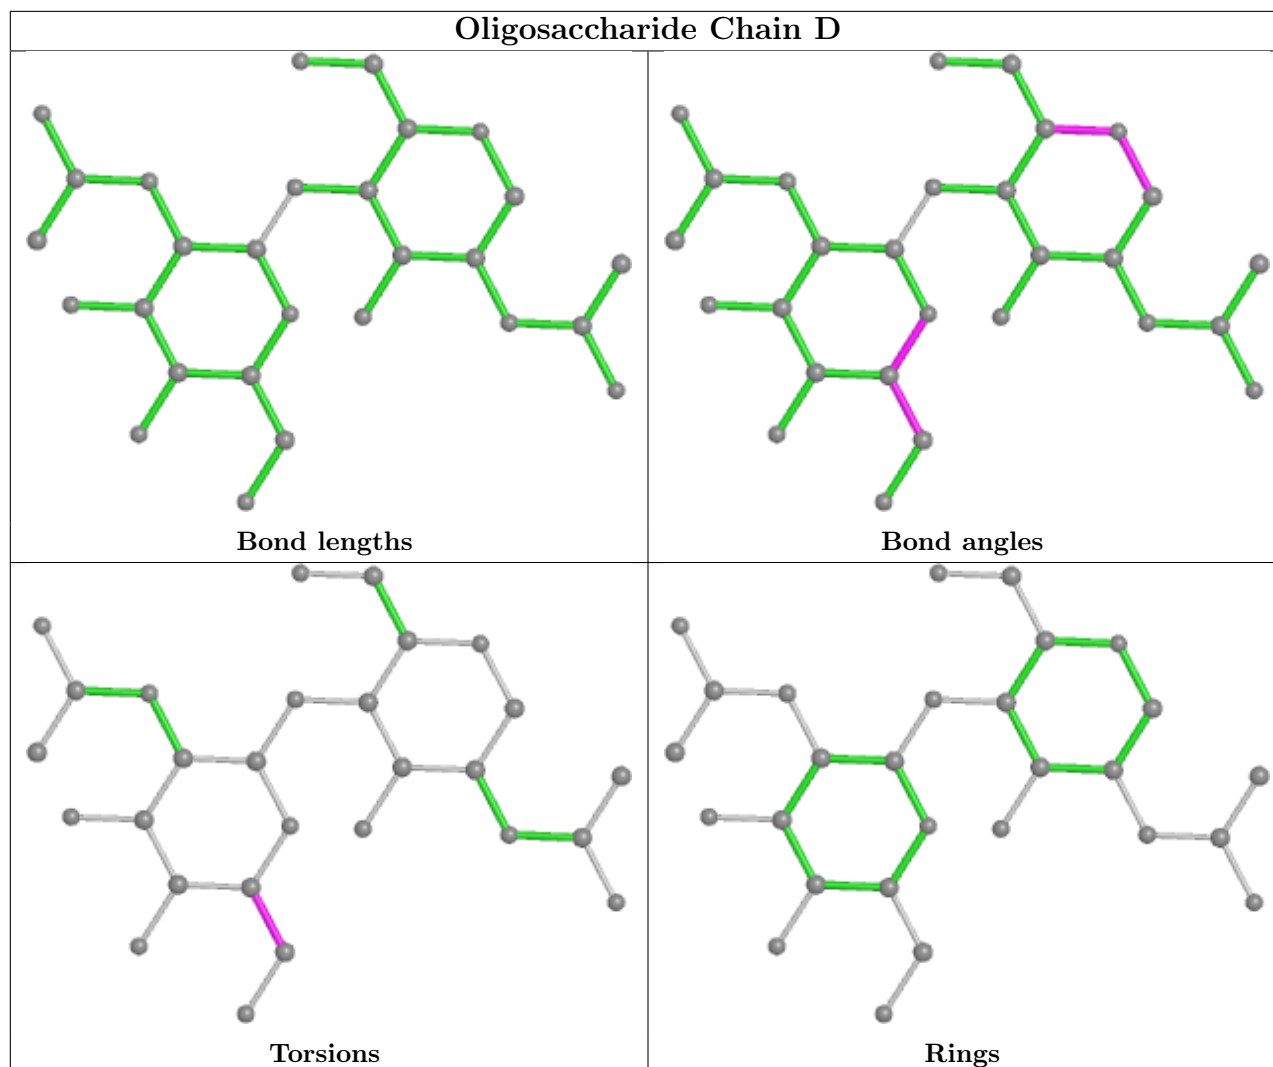 Oligosaccharide Chain D
Bond lengths
Bond angles
Torsions
Rings